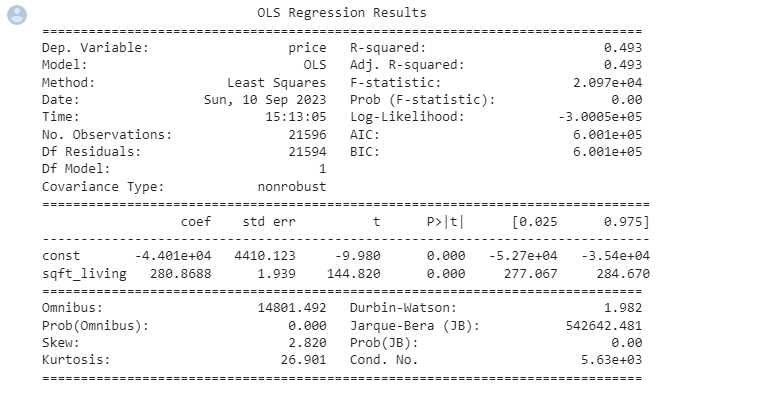 OLS Regression Results
==============================================================================
Dep. Variable: price R-squared: 0.493
Model: OLS Adj. R-squared: 0.493
Method: Least Squares F-statistic: 2.097e+04
Date: Sun, 10 Sep 2023 Prob (F-statistic): 0.00
Time: 15:13:05 Log-Likelihood: -3.0005e+05
No. Observations: 21596 AIC: 6.001e+05
Df Residuals: 21594 BIC: 6.001e+05
Df Model: 1
Covariance Type: nonrobust
===============================================================================
coef std err t P>|t| [0.025 0.975]
-------------------------------------------------------------------------------
const -4.401e+04 4410.123 -9.980 0.000 -5.27e+04 -3.54e+04
sqft_living 280.8688 1.939 144.820 0.000 277.067 284.670
==============================================================================
Omnibus: 14801.492 Durbin-Watson: 1.982
Prob(Omnibus): 0.000 Jarque-Bera (JB): 542642.481
Skew: 2.820 Prob(JB): 0.00
Kurtosis: 26.901 Cond. No. 5.63e+03
==============================================================================